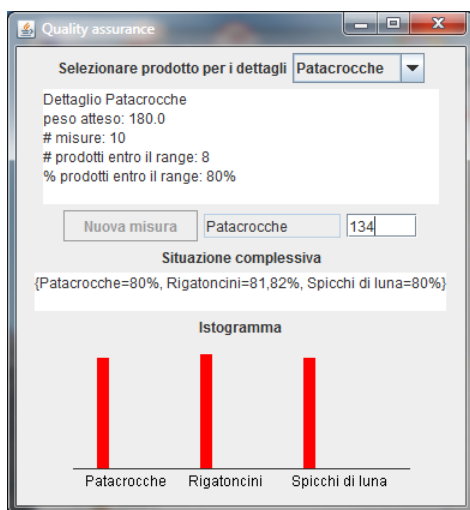 Quality assurance
Selezionare prodotto per i dettagli Patacrocche
Dettaglio Patacrocche
peso atteso: 180.0
# misure: 10
# prodotti entro il range: 8
% prodotti entro il range: 80%
Nuova misura Patacrocche 134
Situazione complessiva
{Patacrocche=80%, Rigatoncini=81,82%, Spicchi di luna=80%}
Istogramma
Patacrocche Rigatoncini Spicchi di luna